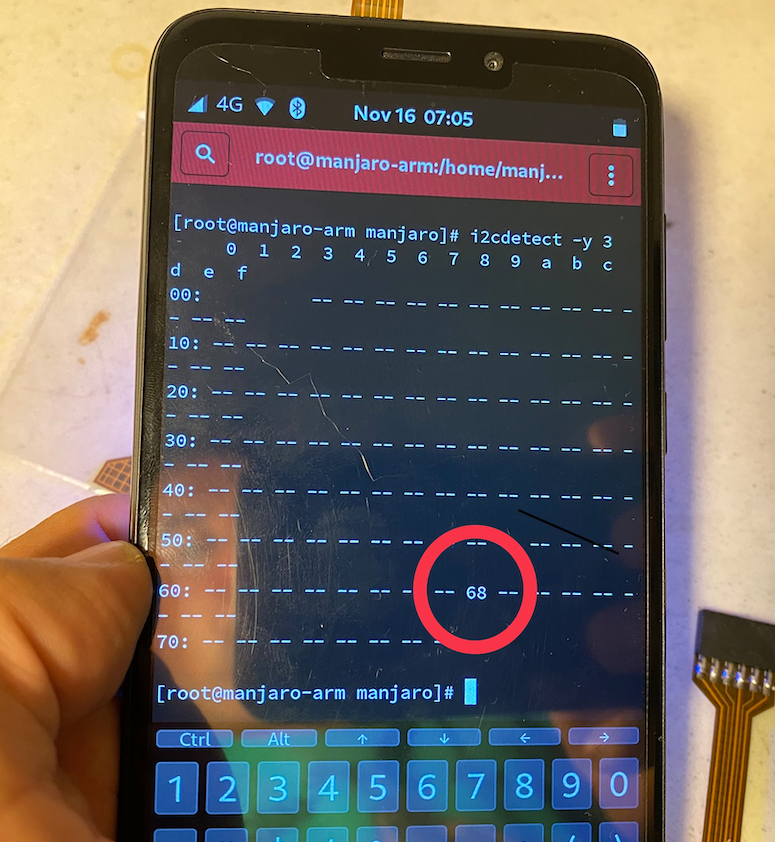 4G Nov 16 07:05
root@manjaro-arm:/home/manj...
[root@manjaro-arm manjaro]# i2cdetect -y 3
     0  1  2  3  4  5  6  7  8  9  a  b  c
d  e  f
00:          -- -- -- -- -- -- -- -- -- -- -
- -- --
10: -- -- -- -- -- -- -- -- -- -- -- -- -- -
- -- --
20: -- -- -- -- -- -- -- -- -- -- -- -- -- -
- -- --
30: -- -- -- -- -- -- -- -- -- -- -- -- -- -
- -- --
40: -- -- -- -- -- -- -- -- -- -- -- -- -- -
- -- --
50: -- -- -- -- -- -- --    --    -- -- -- -
- -- --
60: -- -- -- -- -- -- -- -- 68 -- -- -- -- -
- -- --
70: -- -- -- -- -- -- -- --
[root@manjaro-arm manjaro]#
Ctrl Alt ↑ ↓ ← →
1 2 3 4 5 6 7 8 9 0